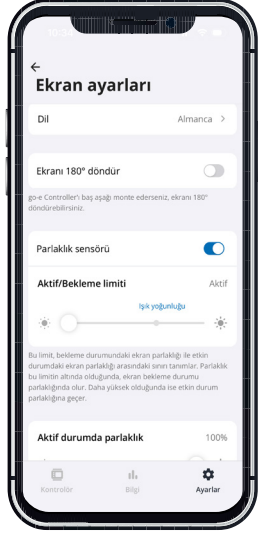 Ekran ayarları
Dil
Almanca
Ekranı 180° döndür
go-e Controller'ı baş aşağı monte ederseniz, ekranı 180°
döndürebilirsiniz.
Parlaklık sensörü
Aktif/Bekleme limiti
Aktif
Işık yoğunluğu
Bu limit, bekleme durumundaki ekran parlaklığı ile etkin
durumdaki ekran parlaklığı arasındaki sınırı tanımlar. Parlaklık
bu limitin altında olduğunda, ekran bekleme durumu
parlaklığında olur. Daha yüksek olduğunda ise etkin durum
parlaklığına geçer.
Aktif durumda parlaklık
100%
Kontrolör
Bilgi
Ayarlar